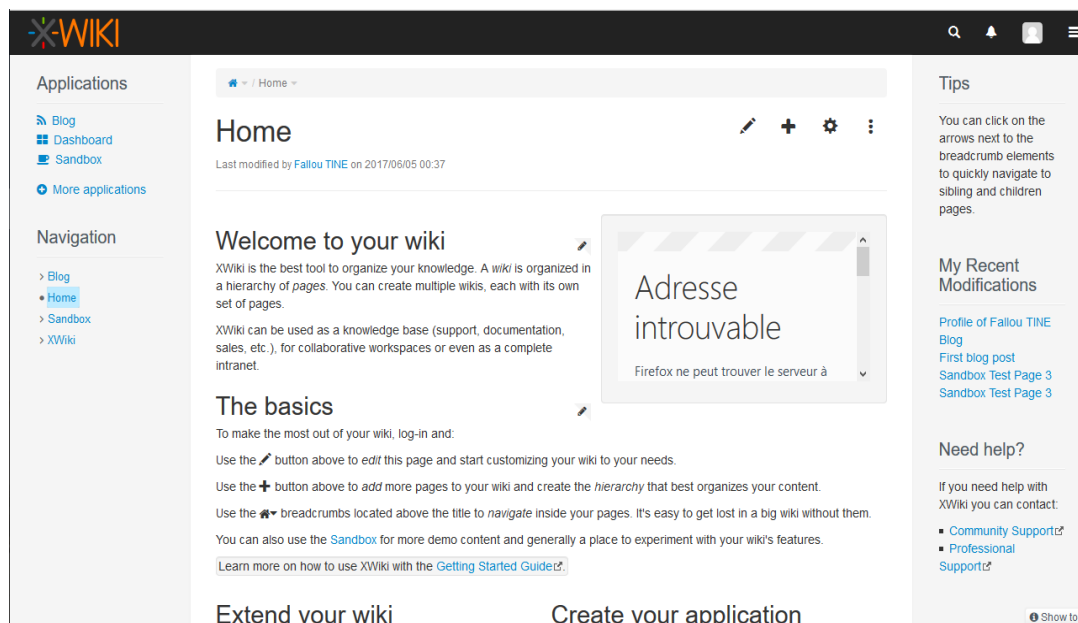 X-WIKI
Applications
Blog
Dashboard
Sandbox
More applications
Navigation
Blog
Home
Sandbox
XWiki
/ Home
Home
Last modified by Fallou TINE on 2017/06/05 00:37
Welcome to your wiki
XWiki is the best tool to organize your knowledge. A wiki is organized in
a hierarchy of pages. You can create multiple wikis, each with its own
set of pages.
XWiki can be used as a knowledge base (support, documentation,
sales, etc.), for collaborative workspaces or even as a complete
intranet.
Adresse
introuvable
Firefox ne peut trouver le serveur à
The basics
To make the most out of your wiki, log-in and:
Use the button above to edit this page and start customizing your wiki to your needs.
Use the button above to add more pages to your wiki and create the hierarchy that best organizes your content.
Use the breadcrumbs located above the title to navigate inside your pages. It's easy to get lost in a big wiki without them.
You can also use the Sandbox for more demo content and generally a place to experiment with your wiki's features.
Learn more on how to use XWiki with the Getting Started Guide.
Extend your wiki
Create your application
Tips
You can click on the
arrows next to the
breadcrumb elements
to quickly navigate to
sibling and children
pages.
My Recent
Modifications
Profile of Fallou TINE
Blog
First blog post
Sandbox Test Page 3
Sandbox Test Page 3
Need help?
If you need help with
XWiki you can contact:
Community Support
Professional
Support
Show to